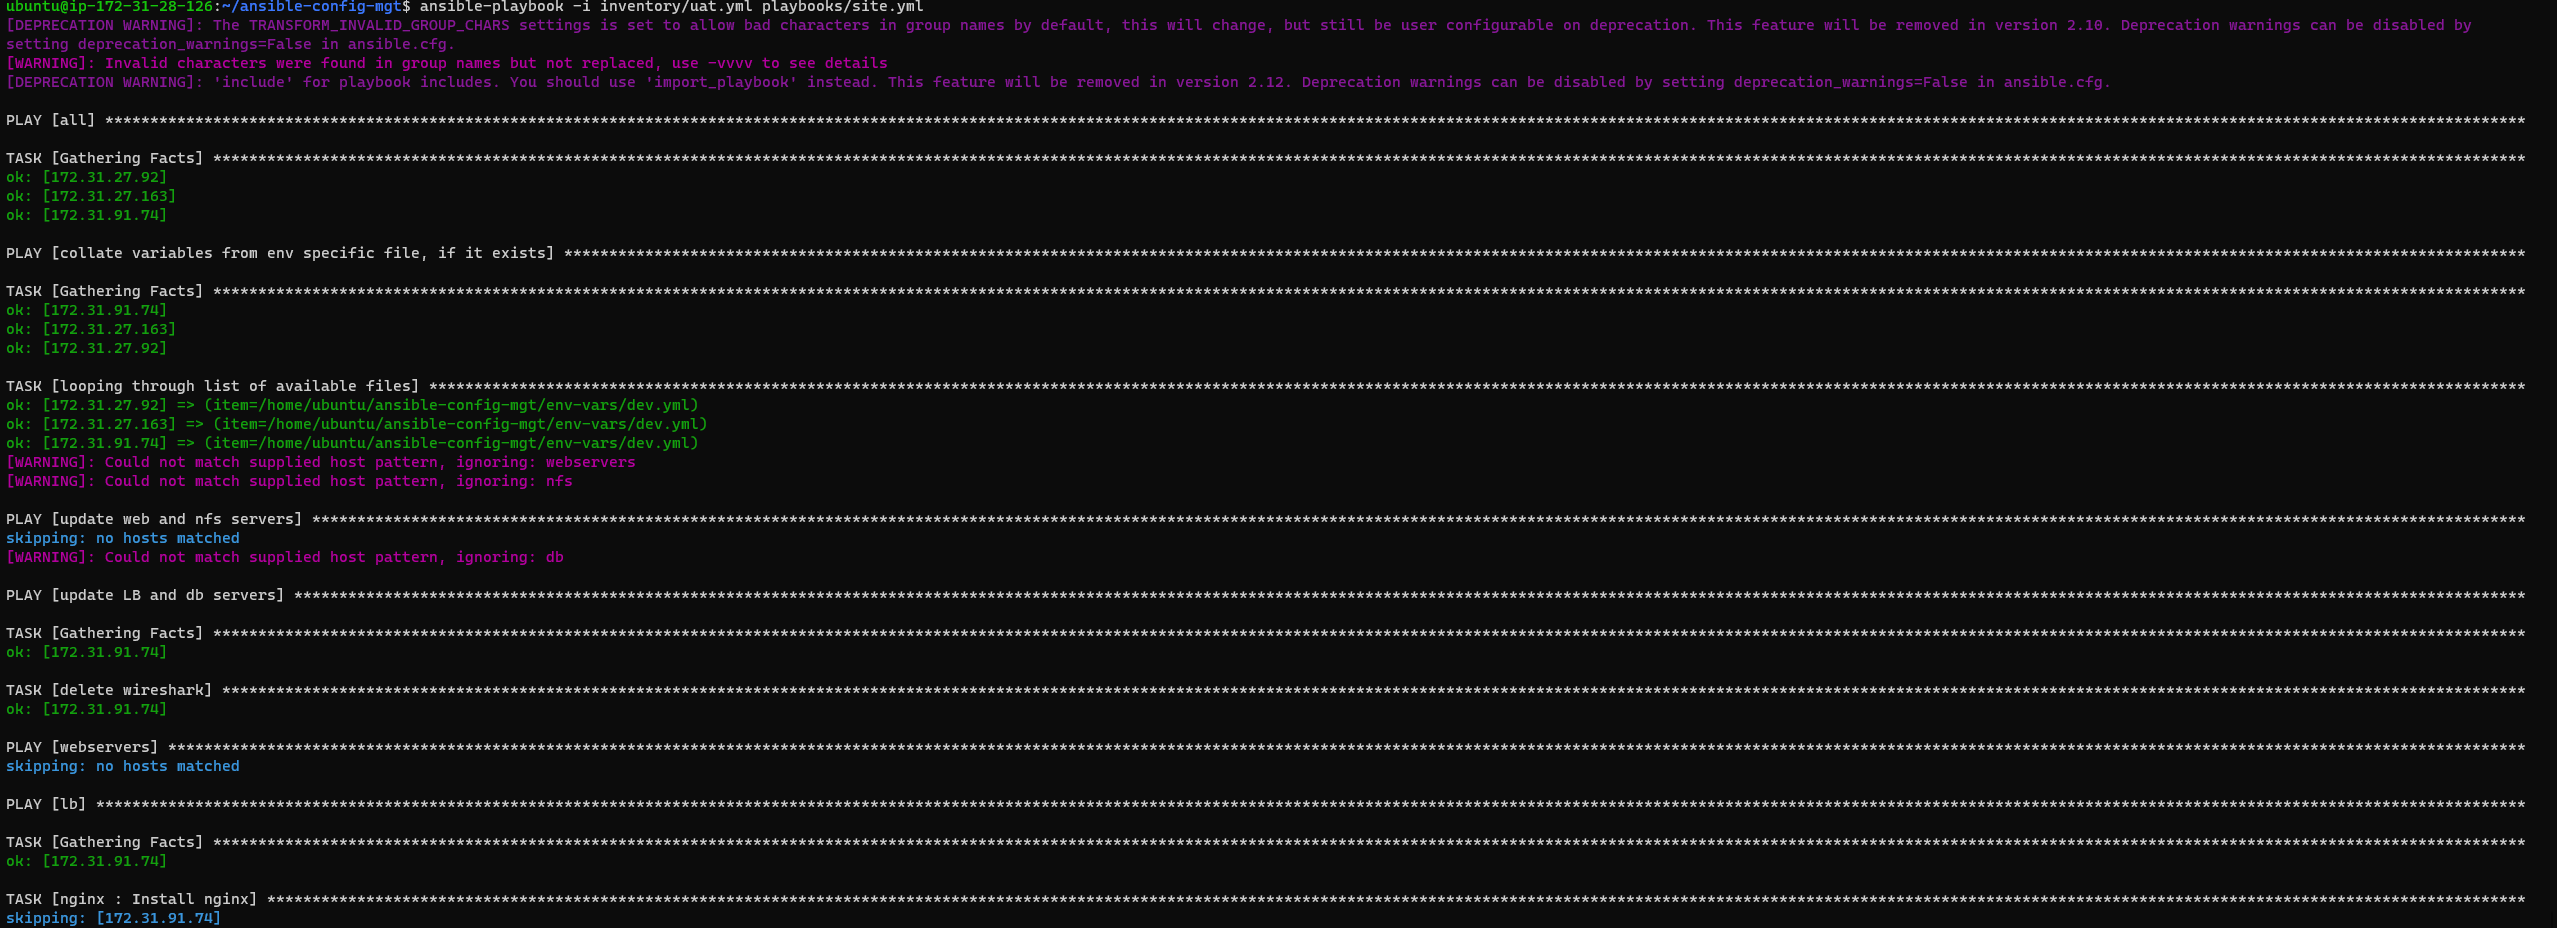 ubuntu@ip-172-31-28-126:~/ansible-config-mgt$ ansible-playbook -i inventory/uat.yml playbooks/site.yml
[DEPRECATION WARNING]: The TRANSFORM_INVALID_GROUP_CHARS settings is set to allow bad characters in group names by default, this will change, but still be user configurable on deprecation. This feature will be removed in version 2.10. Deprecation warnings can be disabled by
setting deprecation_warnings=False in ansible.cfg.
[WARNING]: Invalid characters were found in group names but not replaced, use -vvvv to see details
[DEPRECATION WARNING]: 'include' for playbook includes. You should use 'import_playbook' instead. This feature will be removed in version 2.12. Deprecation warnings can be disabled by setting deprecation_warnings=False in ansible.cfg.
PLAY [all] ****
TASK [Gathering Facts] ****
ok: [172.31.27.92]
ok: [172.31.27.163]
ok: [172.31.91.74]
PLAY [collate variables from env specific file, if it exists] ****
TASK [Gathering Facts] ****
ok: [172.31.91.74]
ok: [172.31.27.163]
ok: [172.31.27.92]
TASK [looping through list of available files] ****
ok: [172.31.27.92] => (item=/home/ubuntu/ansible-config-mgt/env-vars/dev.yml)
ok: [172.31.27.163] => (item=/home/ubuntu/ansible-config-mgt/env-vars/dev.yml)
ok: [172.31.91.74] => (item=/home/ubuntu/ansible-config-mgt/env-vars/dev.yml)
[WARNING]: Could not match supplied host pattern, ignoring: webservers
[WARNING]: Could not match supplied host pattern, ignoring: nfs
PLAY [update web and nfs servers] ****
skipping: no hosts matched
[WARNING]: Could not match supplied host pattern, ignoring: db
PLAY [update LB and db servers] ****
TASK [Gathering Facts] ****
ok: [172.31.91.74]
TASK [delete wireshark] ****
ok: [172.31.91.74]
PLAY [webservers] ****
skipping: no hosts matched
PLAY [lb] ****
TASK [Gathering Facts] ****
ok: [172.31.91.74]
TASK [nginx : Install nginx] ****
skipping: [172.31.91.74]